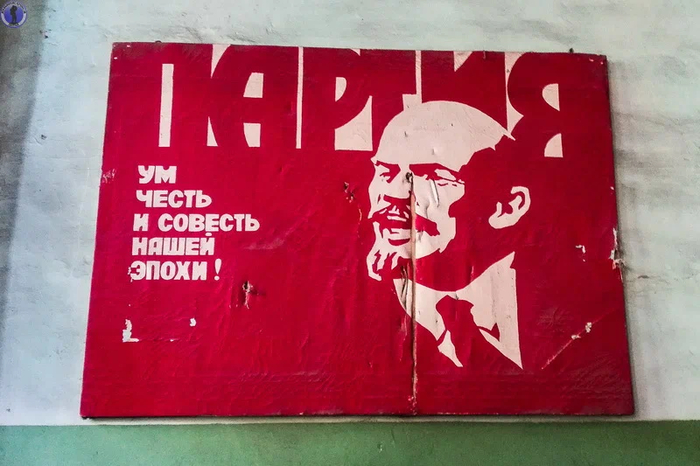 ПАРТИЯ
УМ
ЧЕСТЬ
И СОВЕСТЬ
НАШЕЙ
ЭПОХИ!